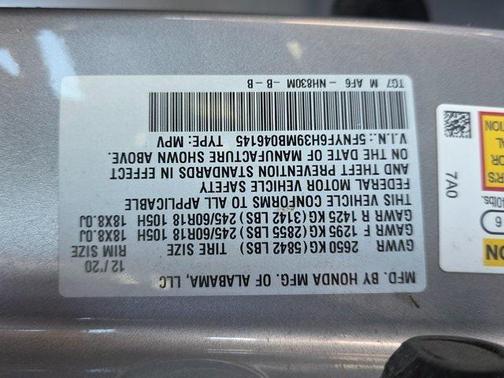 MFD. BY HONDA MFG. OF ALABAMA, LLC
12/'20
GVWR TIRE SIZE RIM SIZE
2650 KG (5842 LBS)
GAWR F 1295 KG (2855 LBS) 245/60R18 105H 18X8.0J
GAWR R 1425 KG (3142 LBS) 245/60R18 105H 18X8.0J
THIS VEHICLE CONFORMS TO ALL APPLICABLE
FEDERAL MOTOR VEHICLE SAFETY
AND THEFT PREVENTION STANDARDS IN EFFECT
ON THE DATE OF MANUFACTURE SHOWN ABOVE.
V.I.N.: 5FNYF6H39MB046145 TYPE: MPV
TG7 M AF6 - NH830M -B - B
7A0